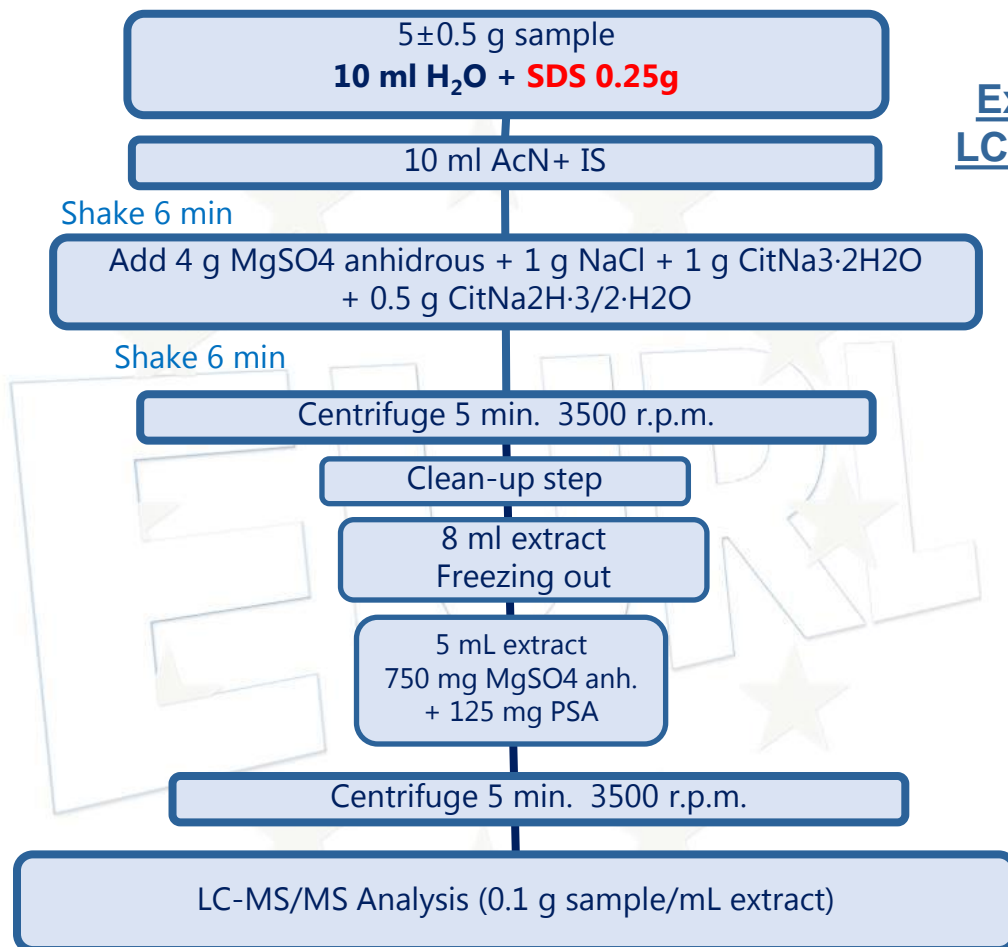 5±0.5 g sample
10 ml H₂O + SDS 0.25g
Ex
LC
10 ml AcN+ IS
Shake 6 min
Add 4 g MgSO4 anhidrous + 1 g NaCl + 1 g CitNa3·2H2O
+ 0.5 g CitNa2H·3/2·H2O
Shake 6 min
Centrifuge 5 min. 3500 r.p.m.
Clean-up step
8 ml extract
Freezing out
5 mL extract
750 mg MgSO4 anh.
+ 125 mg PSA
Centrifuge 5 min. 3500 r.p.m.
LC-MS/MS Analysis (0.1 g sample/mL extract)
EURL